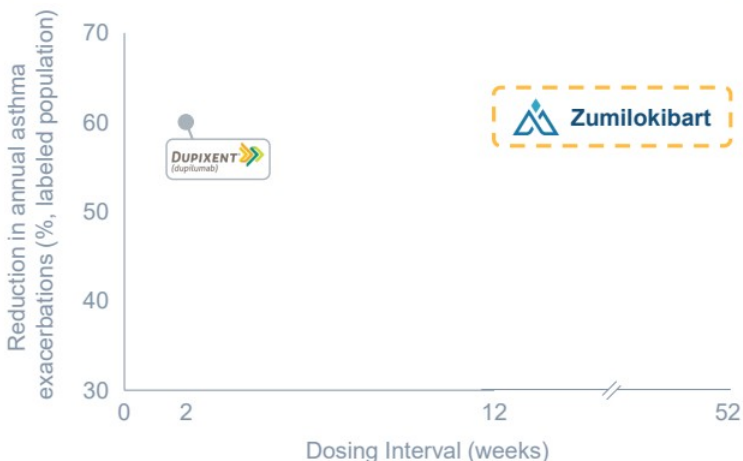 Reduction in annual asthma
exacerbations (%, labeled population)
70
60
50
40
30
DUPIXENT
(dupilumab)
Zumilokibart
0
2
12
52
Dosing Interval (weeks)